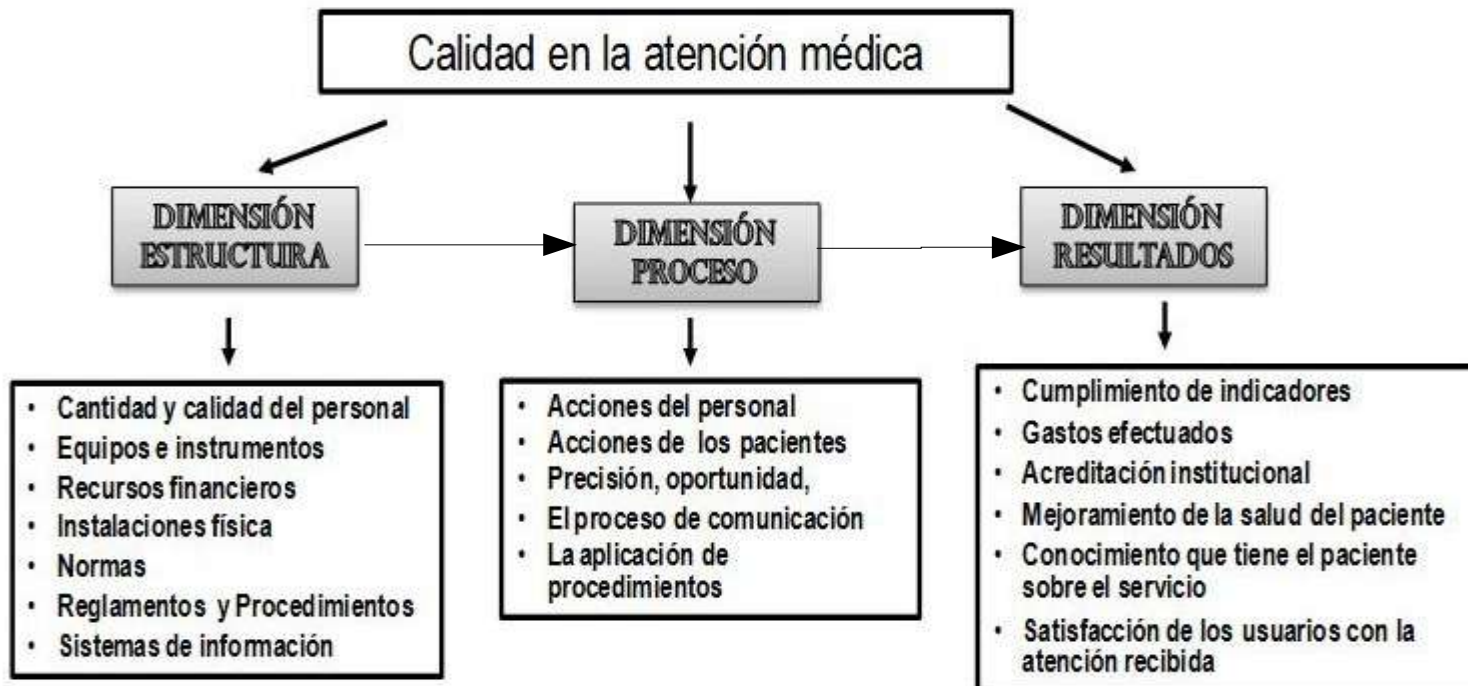 Calidad en la atención médica
DIMENSIÓN
ESTRUCTURA
DIMENSIÓN
PROCESO
DIMENSIÓN
RESULTADOS
• Cantidad y calidad del personal
• Equipos e instrumentos
• Recursos financieros
• Instalaciones física
• Normas
• Reglamentos y Procedimientos
• Sistemas de información
• Acciones del personal
• Acciones de los pacientes
• Precisión, oportunidad,
• El proceso de comunicación
• La aplicación de
procedimientos
• Cumplimiento de indicadores
• Gastos efectuados
• Acreditación institucional
• Mejoramiento de la salud del paciente
• Conocimiento que tiene el paciente
sobre el servicio
• Satisfacción de los usuarios con la
atención recibida